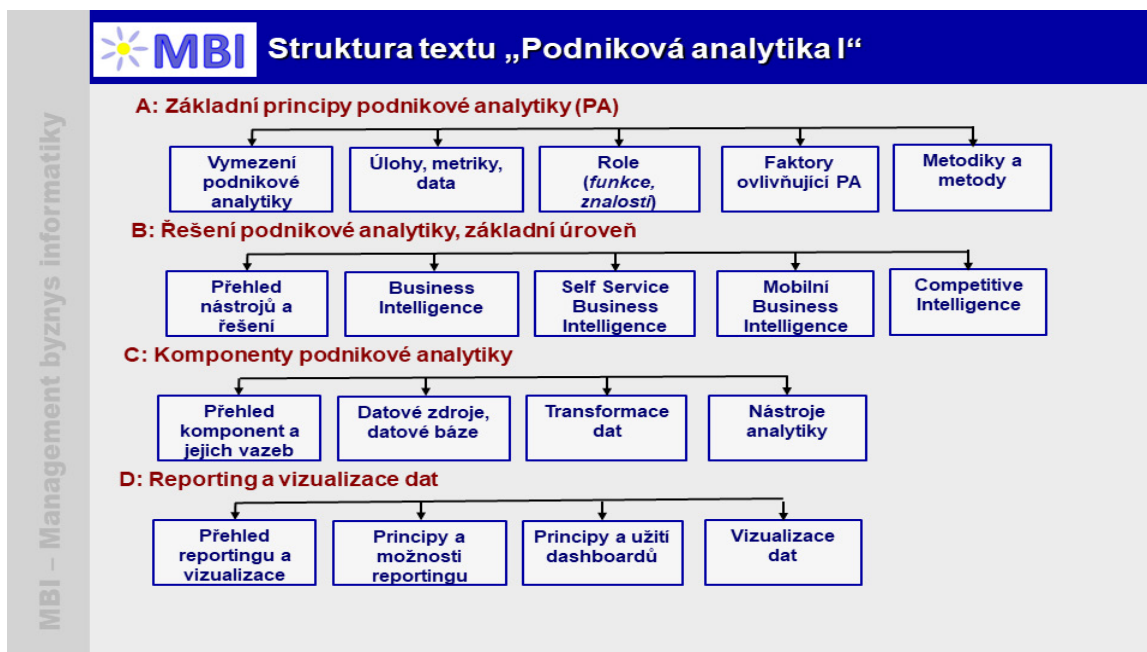 MBI
Struktura textu „Podniková analytika I“
MBI – Management byznys informatiky
A: Základní principy podnikové analytiky (PA)
Vymezení
podnikové
analytiky
Úlohy, metriky,
data
Role
(funkce,
znalosti)
Faktory
ovlivňující PA
Metodiky a
metody
B: Řešení podnikové analytiky, základní úroveň
Přehled
nástrojů a
řešení
Business
Intelligence
Self Service
Business
Intelligence
Mobilní
Business
Intelligence
Competitive
Intelligence
C: Komponenty podnikové analytiky
Přehled
komponent a
jejich vazeb
Datové zdroje,
datové báze
Transformace
dat
Nástroje
analytiky
D: Reporting a vizualizace dat
Přehled
reportingu a
vizualizace
Principy a
možnosti
reportingu
Principy a užití
dashboardů
Vizualizace
dat